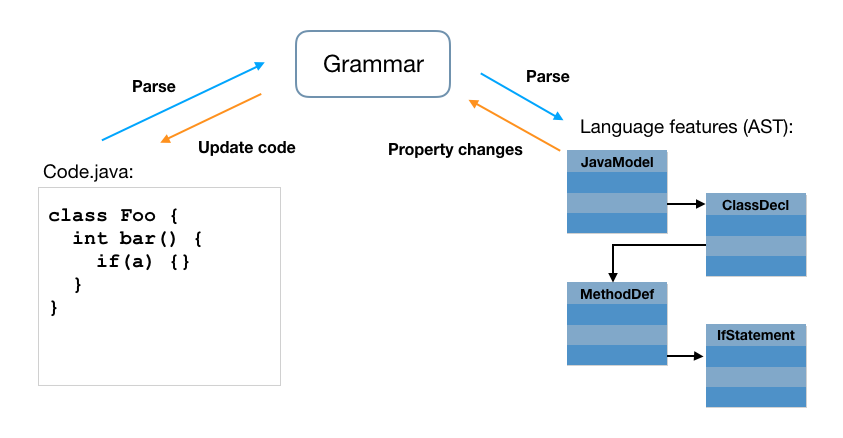 Grammar
Parse
Parse
Update code
Property changes
Language features (AST):
Code.java:
class Foo {
  int bar() {
    if(a) {}
  }
}
JavaModel
ClassDecl
MethodDef
IfStatement